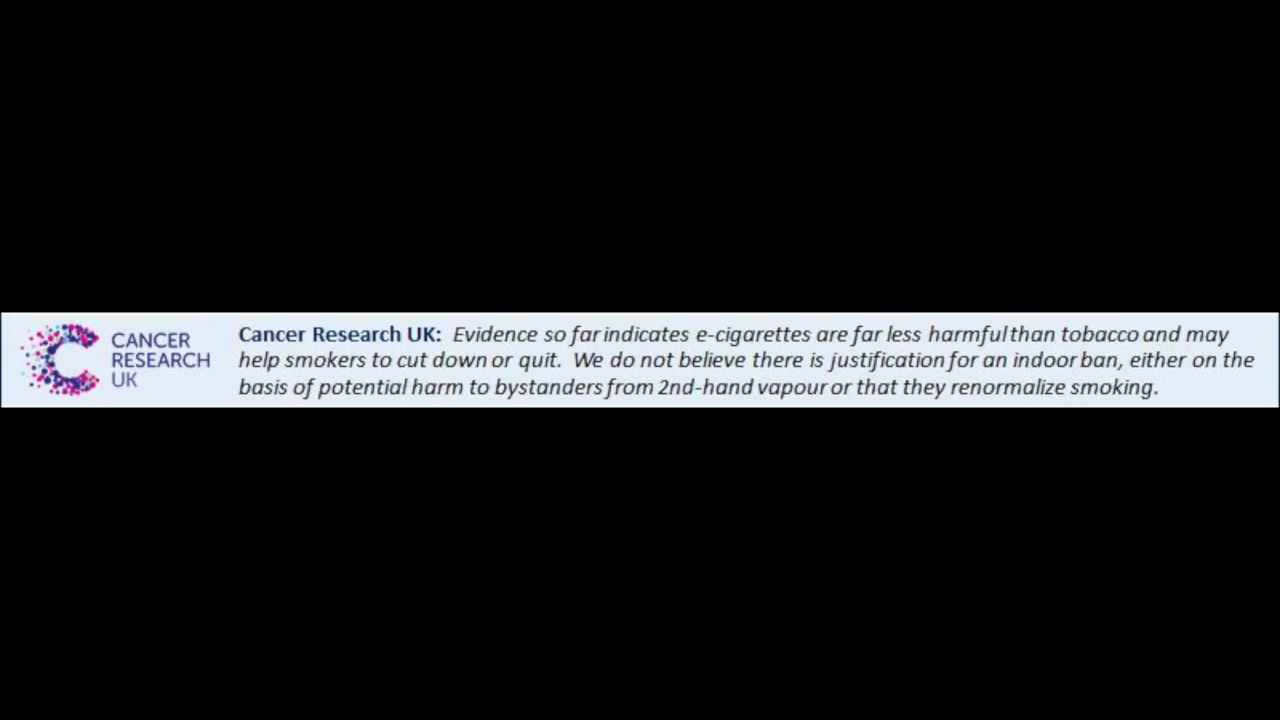 CANCER
RESEARCH
UK
Cancer Research UK: Evidence so far indicates e-cigarettes are far less harmful than tobacco and may
help smokers to cut down or quit. We do not believe there is justification for an indoor ban, either on the
basis of potential harm to bystanders from 2nd-hand vapour or that they renormalize smoking.